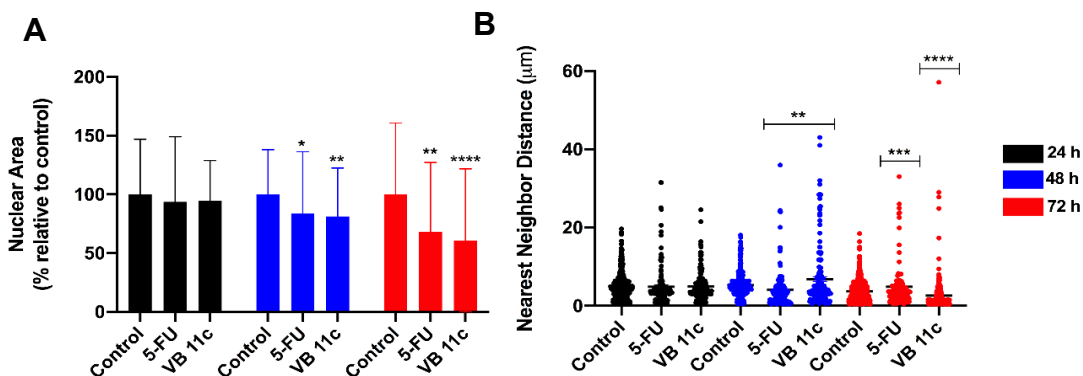 A
Nuclear Area
(% relative to control)
200
150
100
50
0
* ** ** ****
Control 5-FU VB 11c Control 5-FU VB 11c Control 5-FU VB 11c
B
Nearest Neighbor Distance (μm)
60
40
20
0
** *** ****
Control 5-FU VB 11c Control 5-FU VB 11c Control 5-FU VB 11c
24 h
48 h
72 h